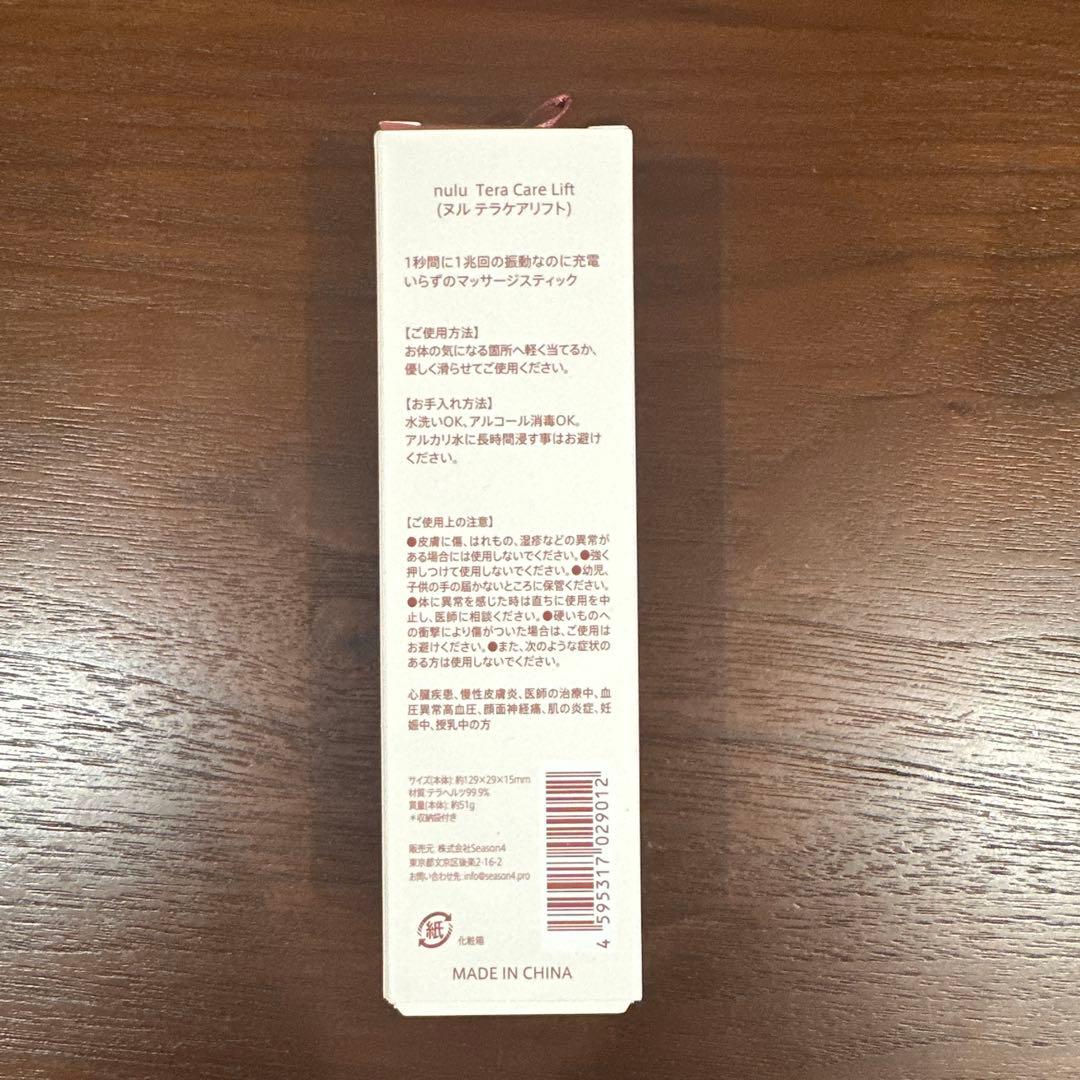 nulu Tera Care Lift
(ヌル テラケアリフト)
1秒間に1兆回の振動なのに充電
いらずのマッサージスティック
【ご使用方法】
お体の気になる箇所へ軽く当てるか、
優しく滑らせてご使用ください。
【お手入れ方法】
水洗いOK、アルコール消毒OK。
アルカリ水に長時間浸す事はお避け
ください。
【ご使用上の注意】
●皮膚に傷、はれもの、湿疹などの異常が
ある場合には使用しないでください。●強く
押しつけて使用しないでください。●幼児、
子供の手の届かないところに保管ください。
●体に異常を感じた時は直ちに使用を中
止し、医師に相談ください。●硬いものへ
の衝撃により傷がついた場合は、ご使用は
お避けください。●また、次のような症状の
ある方は使用しないでください。
心臓疾患、慢性皮膚炎、医師の治療中、血
圧異常高血圧、顔面神経痛、肌の炎症、妊
娠中、授乳中の方
サイズ(本体): 約129×29×15mm
材質:テラヘルツ99.9%
質量(本体): 約51g
＊収納袋付き
販売元 株式会社Season4
東京都文京区後楽2-16-2
お問い合わせ先:info@season4.pro
4 595317 029012
紙
化粧箱
MADE IN CHINA